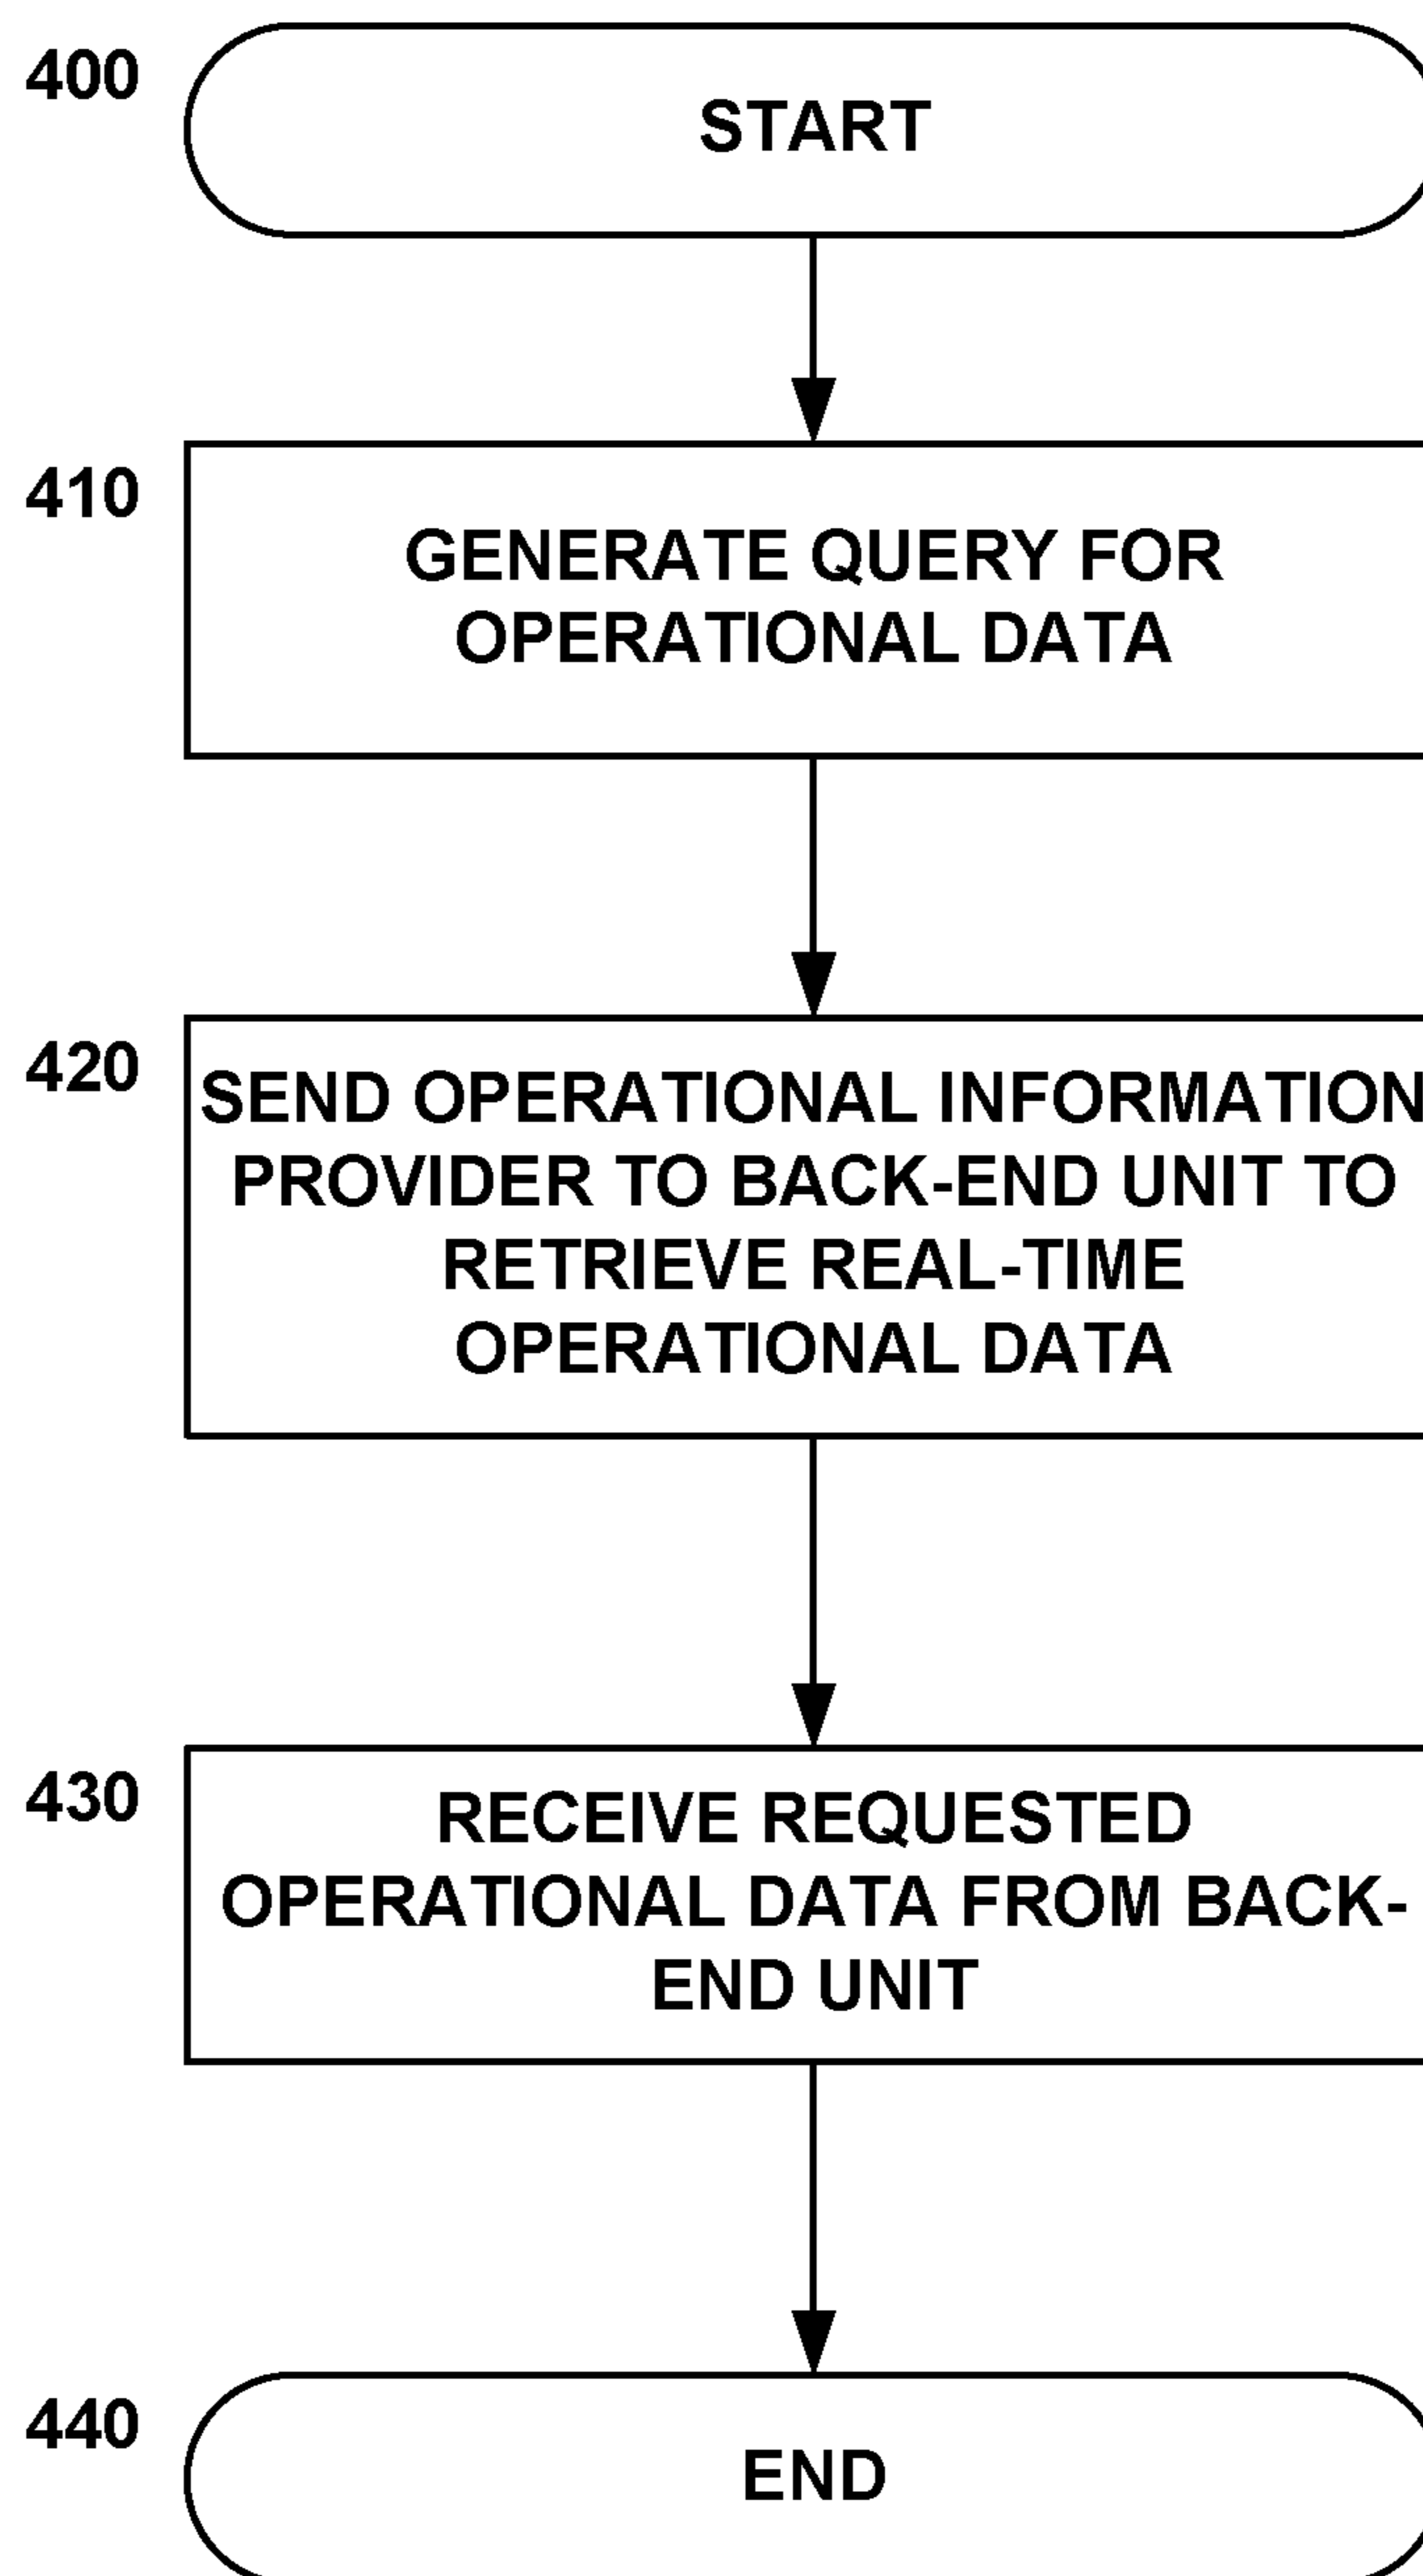 400
START
410
GENERATE QUERY FOR
OPERATIONAL DATA
420
SEND OPERATIONAL INFORMATION
PROVIDER TO BACK-END UNIT TO
RETRIEVE REAL-TIME
OPERATIONAL DATA
430
RECEIVE REQUESTED
OPERATIONAL DATA FROM BACK-
END UNIT
440
END